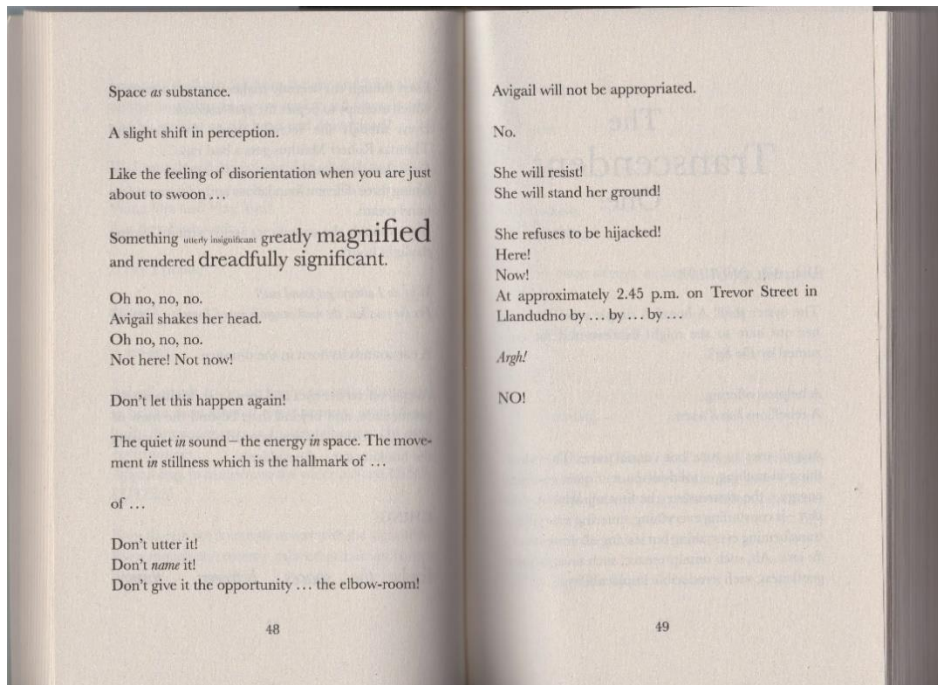 Space as substance.
A slight shift in perception.
Like the feeling of disorientation when you are just
about to swoon ...
Something utterly insignificant greatly magnified
and rendered dreadfully significant.
Oh no, no, no.
Avigail shakes her head.
Oh no, no, no.
Not here! Not now!
Don't let this happen again!
The quiet in sound – the energy in space. The move-
ment in stillness which is the hallmark of ...
of ...
Don't utter it!
Don't name it!
Don't give it the opportunity ... the elbow-room!
48
Avigail will not be appropriated.
No.
She will resist!
She will stand her ground!
She refuses to be hijacked!
Here!
Now!
At approximately 2.45 p.m. on Trevor Street in
Llandudno by ... by ... by ...
Argh!
NO!
49